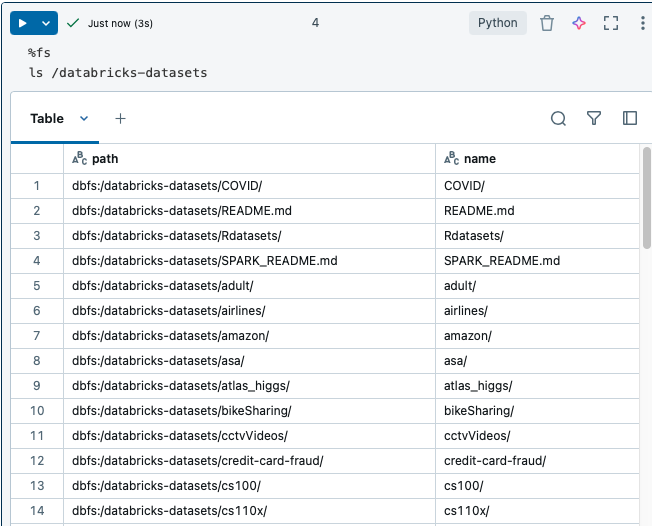 Just now (3s)
4
Python
%fs
ls /databricks-datasets
Table
path name
1 dbfs:/databricks-datasets/COVID/ COVID/
2 dbfs:/databricks-datasets/README.md README.md
3 dbfs:/databricks-datasets/Rdatasets/ Rdatasets/
4 dbfs:/databricks-datasets/SPARK_README.md SPARK_README.md
5 dbfs:/databricks-datasets/adult/ adult/
6 dbfs:/databricks-datasets/airlines/ airlines/
7 dbfs:/databricks-datasets/amazon/ amazon/
8 dbfs:/databricks-datasets/asa/ asa/
9 dbfs:/databricks-datasets/atlas_higgs/ atlas_higgs/
10 dbfs:/databricks-datasets/bikeSharing/ bikeSharing/
11 dbfs:/databricks-datasets/cctvVideos/ cctvVideos/
12 dbfs:/databricks-datasets/credit-card-fraud/ credit-card-fraud/
13 dbfs:/databricks-datasets/cs100/ cs100/
14 dbfs:/databricks-datasets/cs110x/ cs110x/